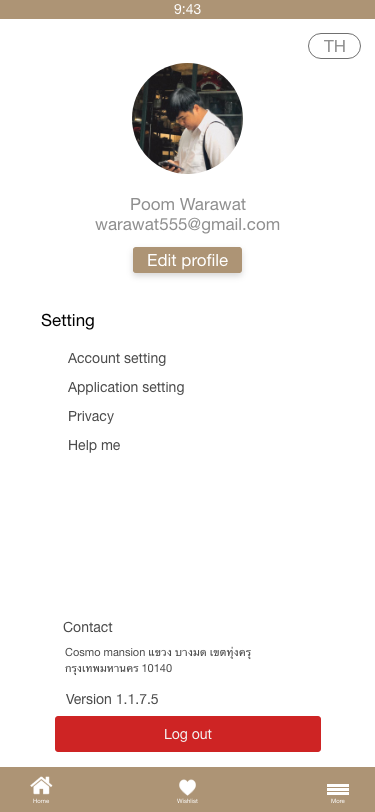 9:43
TH
Poom Warawat
warawat555@gmail.com
Edit profile
Setting
Account setting
Application setting
Privacy
Help me
Contact
Cosmo mansion แขวง บางมด เขตทุ่งครุ
กรุงเทพมหานคร 10140
Version 1.1.7.5
Log out
Home
Wishlist
More